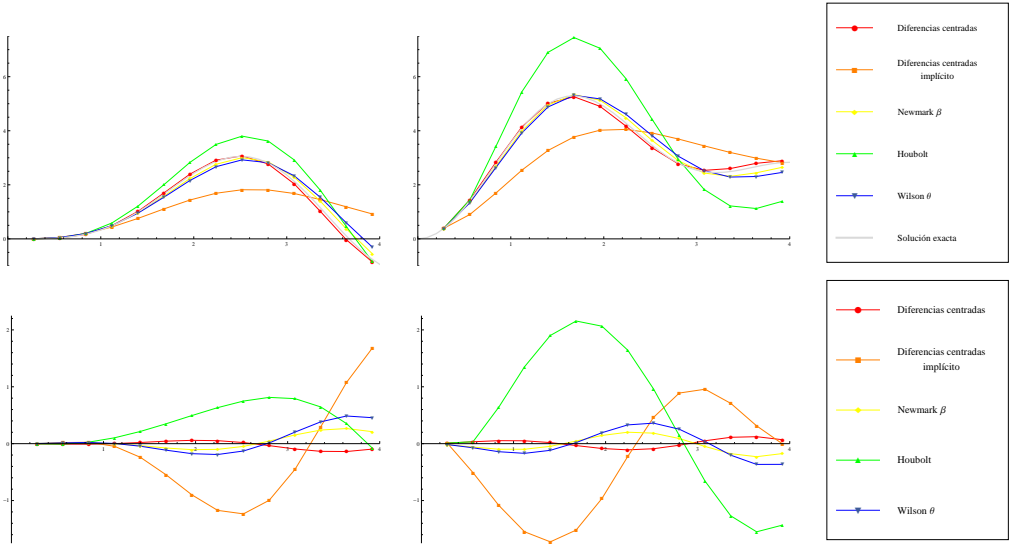 6
4
2
0
1
2
3
4
6
4
2
0
1
2
3
4
Diferencias centradas
Diferencias centradas
implícito
Newmark β
Houbolt
Wilson θ
Solución exacta
2
1
0
−1
1
2
3
4
2
1
0
−1
1
2
3
4
Diferencias centradas
Diferencias centradas
implícito
Newmark β
Houbolt
Wilson θ